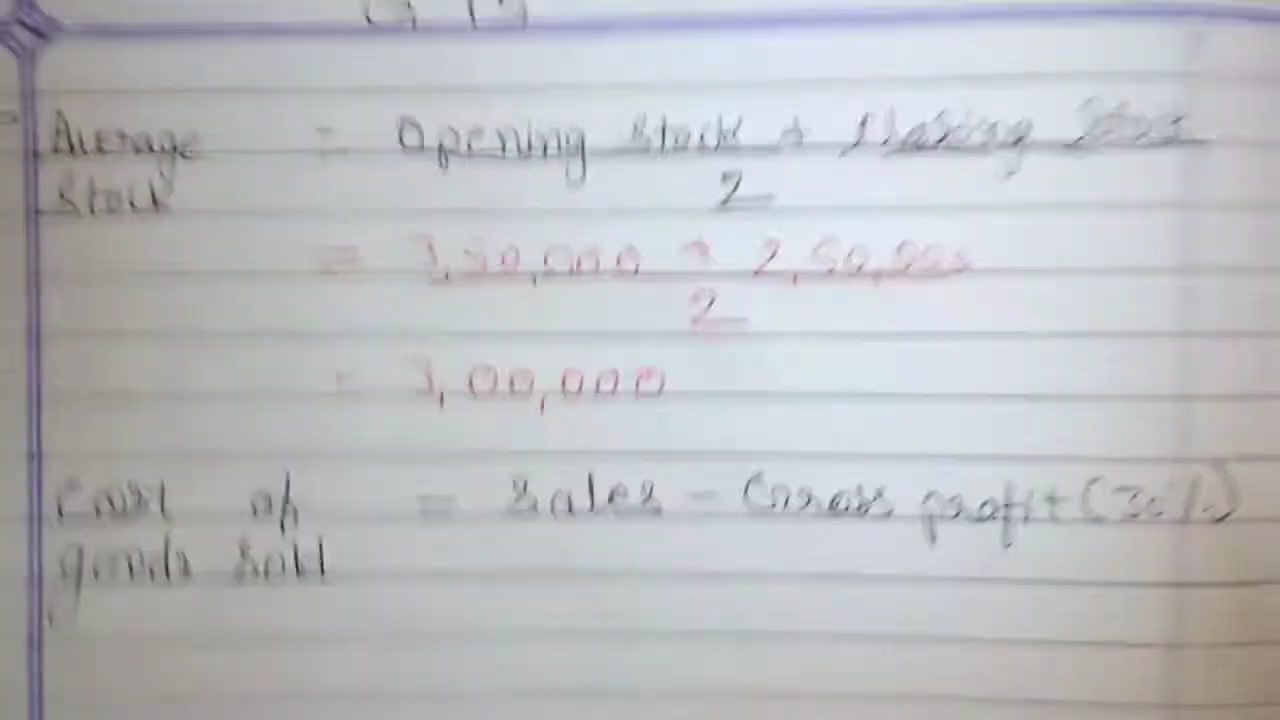 Average = Opening Stock + Closing Stock
Stock 2
= 3,50,000 + 2,50,000
2
= 3,00,000
Cost of = Sales - Gross profit (30%)
goods sold